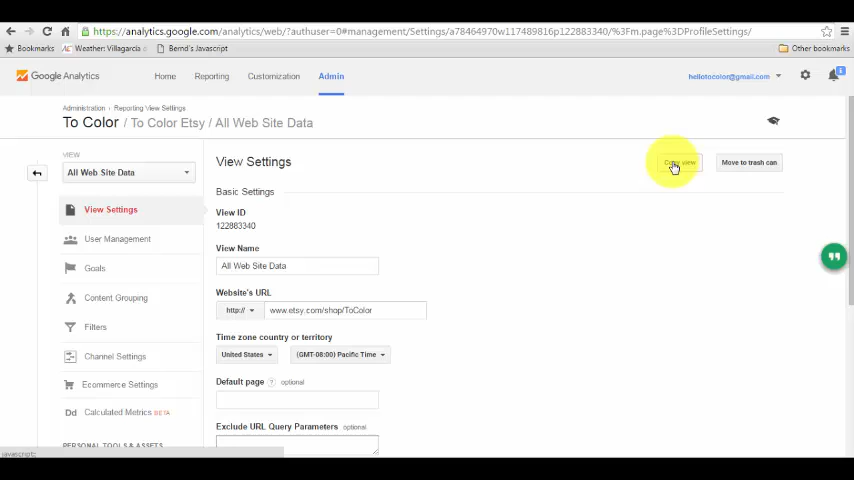 https://analytics.google.com/analytics/web/?authuser=0#management/Settings/a78464970w117489816p122883340/%3Fm.page%3DProfileSettings/
Bookmarks Weather: Villagarcia Bernd's Javascript Other bookmarks
Google Analytics Home Reporting Customization Admin hellotocolor@gmail.com 1
Administration › Reporting View Settings
To Color / To Color Etsy / All Web Site Data
VIEW
All Web Site Data
View Settings
Copy view
Move to trash can
Basic Settings
View Settings
User Management
Goals
Content Grouping
Filters
Channel Settings
Ecommerce Settings
Dd Calculated Metrics BETA
PERSONAL TOOLS & ASSETS
View ID
122883340
View Name
All Web Site Data
Website's URL
http:// www.etsy.com/shop/ToColor
Time zone country or territory
United States (GMT-08:00) Pacific Time
Default page ? optional
Exclude URL Query Parameters optional
javascript: